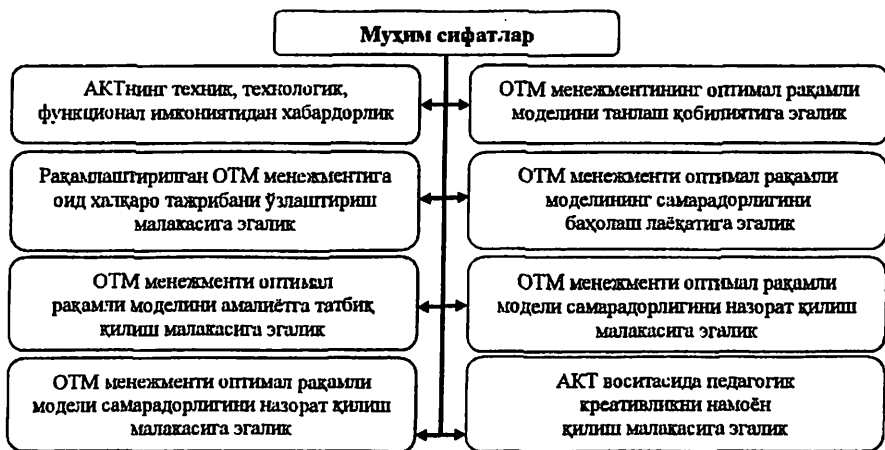 Муҳим сифатлар
АКТнинг техник, технологик,
функционал имкониятидан хабардорлик
ОТМ менежментининг оптимал рақамли
моделини танлаш қобилиятига эгалик
Рақамлаштирилган ОТМ менежментига
оид халқаро тажрибани ўзлаштириш
малакасига эгалик
ОТМ менежменти оптимал рақамли
моделининг самарадорлигини
баҳолаш лаёқатига эгалик
ОТМ менежменти оптимал
рақамли моделини амалиётга татбиқ
қилиш малакасига эгалик
ОТМ менежменти оптимал рақамли
модели самарадорлигини назорат қилиш
малакасига эгалик
ОТМ менежменти оптимал рақамли
модели самарадорлигини назорат қилиш
малакасига эгалик
АКТ воситасида педагогик
креативликни намоён
қилиш малакасига эгалик